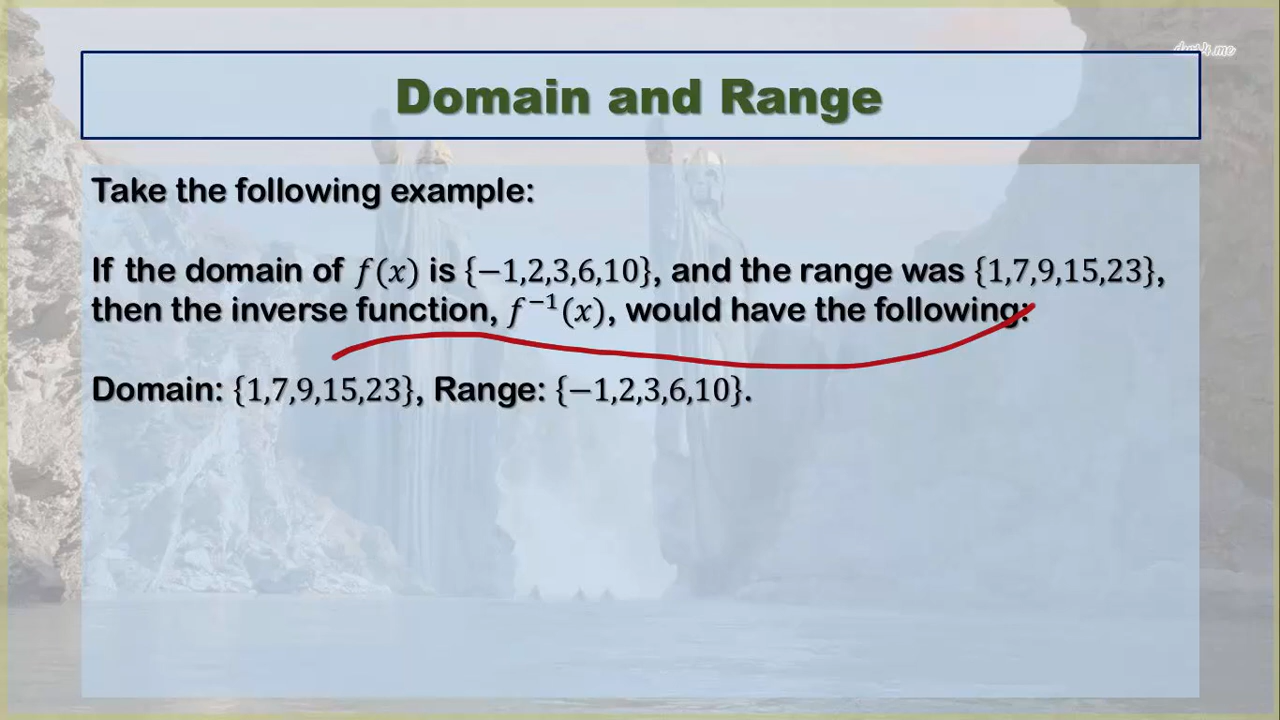 Domain and Range
Take the following example:
If the domain of f(x) is {−1,2,3,6,10}, and the range was {1,7,9,15,23},
then the inverse function, f⁻¹(x), would have the following:
Domain: {1,7,9,15,23}, Range: {−1,2,3,6,10}.